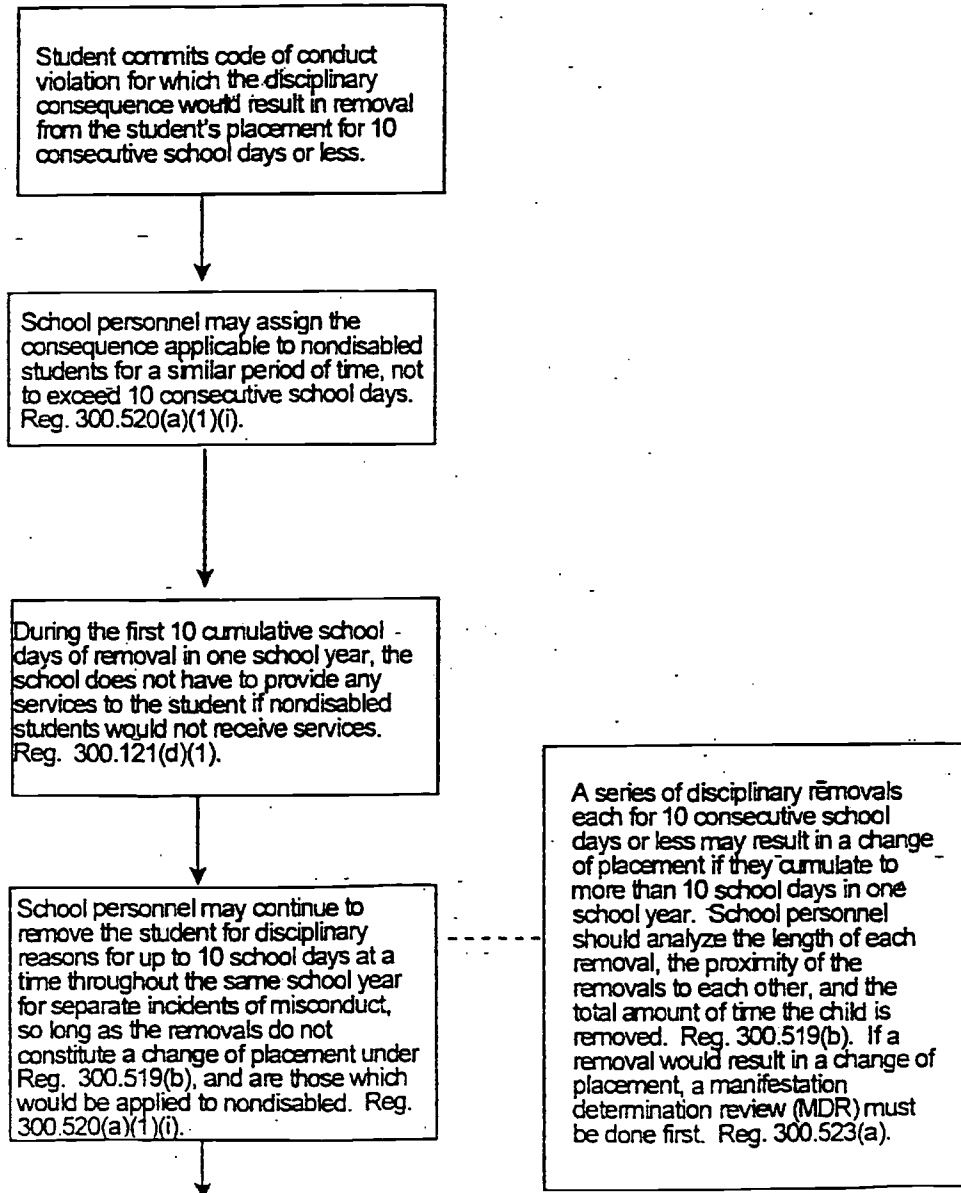 Student commits code of conduct
violation for which the disciplinary
consequence would result in removal
from the student's placement for 10
consecutive school days or less.
School personnel may assign the
consequence applicable to nondisabled
students for a similar period of time, not
to exceed 10 consecutive school days.
Reg. 300.520(a)(1)(i).
During the first 10 cumulative school
days of removal in one school year, the
school does not have to provide any
services to the student if nondisabled
students would not receive services.
Reg. 300.121(d)(1).
School personnel may continue to
remove the student for disciplinary
reasons for up to 10 school days at a
time throughout the same school year
for separate incidents of misconduct,
so long as the removals do not
constitute a change of placement under
Reg. 300.519(b), and are those which
would be applied to nondisabled. Reg.
300.520(a)(1)(i).
A series of disciplinary removals
each for 10 consecutive school
days or less may result in a change
of placement if they cumulate to
more than 10 school days in one
school year. School personnel
should analyze the length of each
removal, the proximity of the
removals to each other, and the
total amount of time the child is
removed. Reg. 300.519(b). If a
removal would result in a change of
placement, a manifestation
determination review (MDR) must
be done first. Reg. 300.523(a).